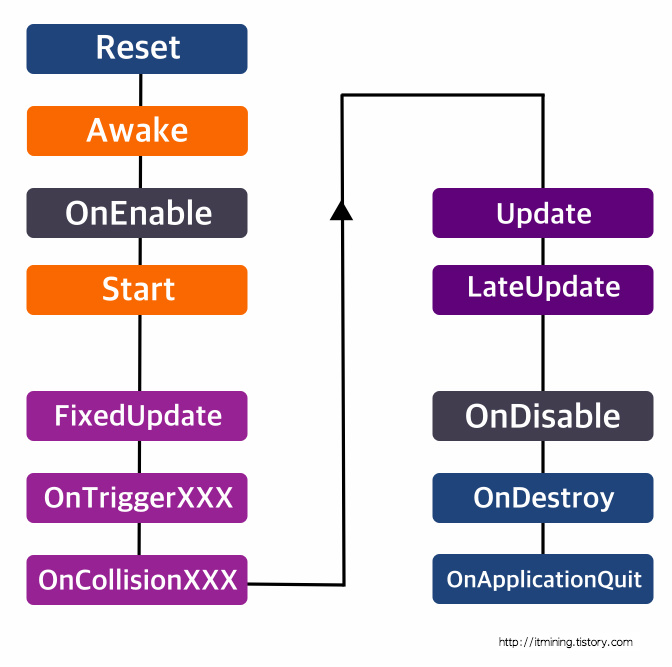 Reset
Awake
OnEnable
Start
FixedUpdate
OnTriggerXXX
OnCollisionXXX
Update
LateUpdate
OnDisable
OnDestroy
OnApplicationQuit
http://itmining.tistory.com